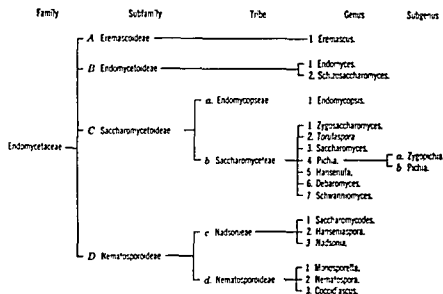 Family Subfamily Tribe Genus Subgenus
A Eremascoideae 1 Eremascus.
B Endomycetoideae
1 Endomyces.
2. Schizosaccharomyces.
a. Endomycopseae 1 Endomycopsis.
C Saccharomycetoideae
Endomycetaceae
b Saccharomyceteae
1 Zygosaccharomyces.
2. Torulaspora
3. Saccharomyces.
4 Pichia.
5 Hansenula.
6. Debaromyces.
7 Schwanniomyces.
a. Zygopichia.
b Pichia.
c Nadsonieae
1 Saccharomycodes.
2. Hanseniaspora.
3 Nadsonia.
D Nematosporoideae
d. Nematosporoideae
1 Monosporella.
2 Nematospora.
3. Coccidiascus.